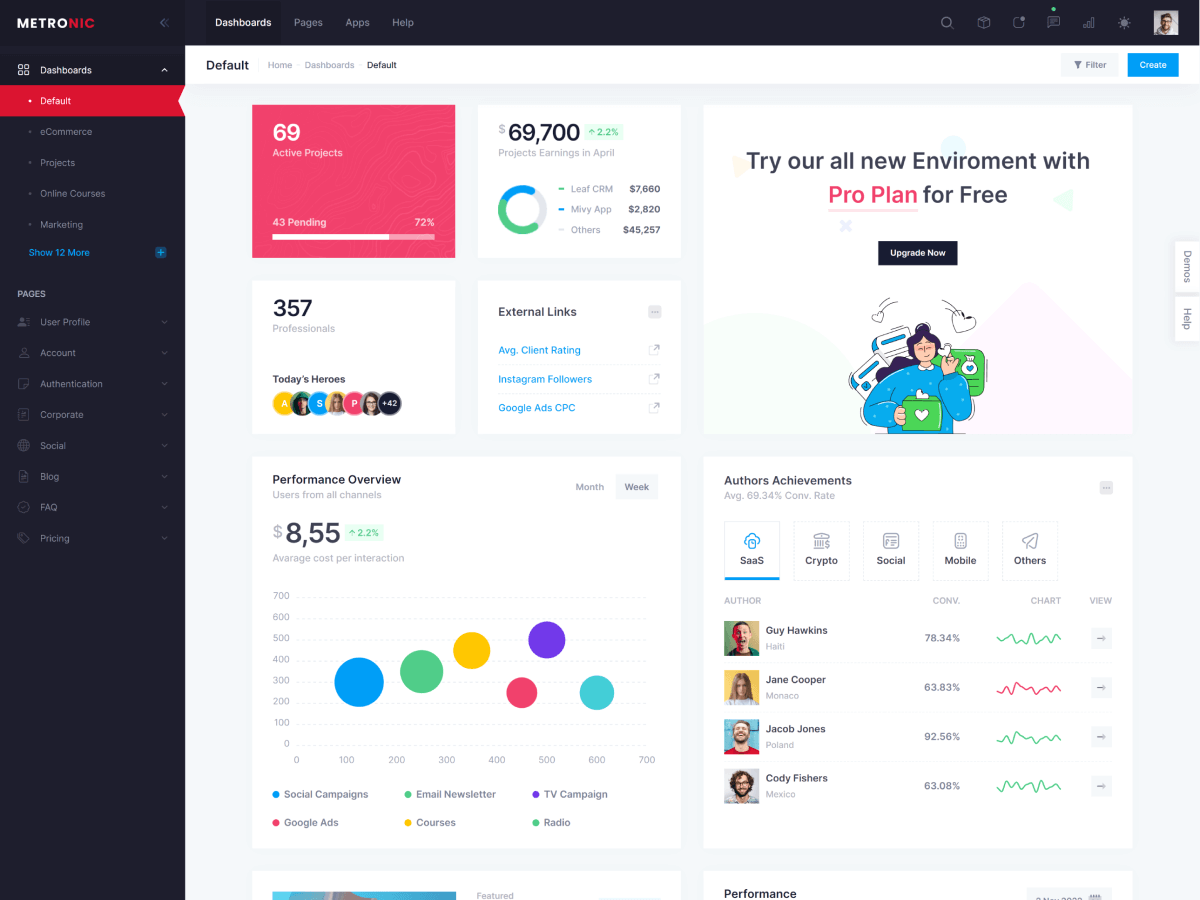 METRONIC
Dashboards
Pages
Apps
Help
Dashboards
Default
eCommerce
Projects
Online Courses
Marketing
Show 12 More
PAGES
User Profile
Account
Authentication
Corporate
Social
Blog
FAQ
Pricing
Default
Home - Dashboards - Default
Filter
Create
69
Active Projects
43 Pending 72%
$69,700 2.2%
Projects Earnings in April
Leaf CRM $7,660
Mivy App $2,820
Others $45,257
Try our all new Enviroment with
Pro Plan for Free
Upgrade Now
Demos
Help
357
Professionals
Today's Heroes
A S P +42
External Links
Avg. Client Rating
Instagram Followers
Google Ads CPC
Performance Overview
Users from all channels
Month Week
$8,55 2.2%
Avarage cost per interaction
700
600
500
400
300
200
100
0
0 100 200 300 400 500 600 700
Social Campaigns Email Newsletter TV Campaign
Google Ads Courses Radio
Authors Achievements
Avg. 69.34% Conv. Rate
SaaS Crypto Social Mobile Others
AUTHOR CONV. CHART VIEW
Guy Hawkins
Haiti
78.34%
Jane Cooper
Monaco
63.83%
Jacob Jones
Poland
92.56%
Cody Fishers
Mexico
63.08%
Featured
Performance